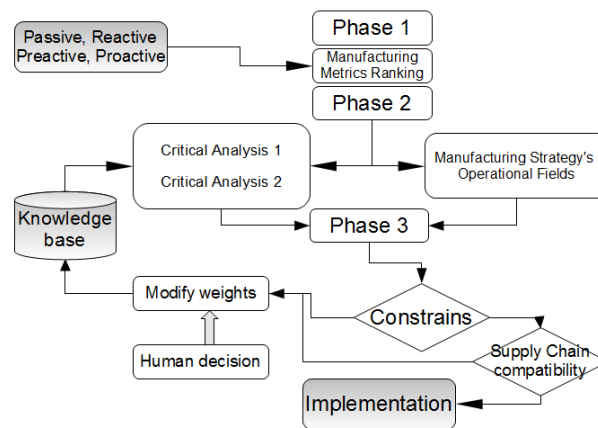 Passive, Reactive
Preactive, Proactive
Phase 1
Manufacturing
Metrics Ranking
Phase 2
Critical Analysis 1
Critical Analysis 2
Manufacturing Strategy's
Operational Fields
Knowledge
base
Phase 3
Modify weights
Constrains
Human decision
Supply Chain
compatibility
Implementation